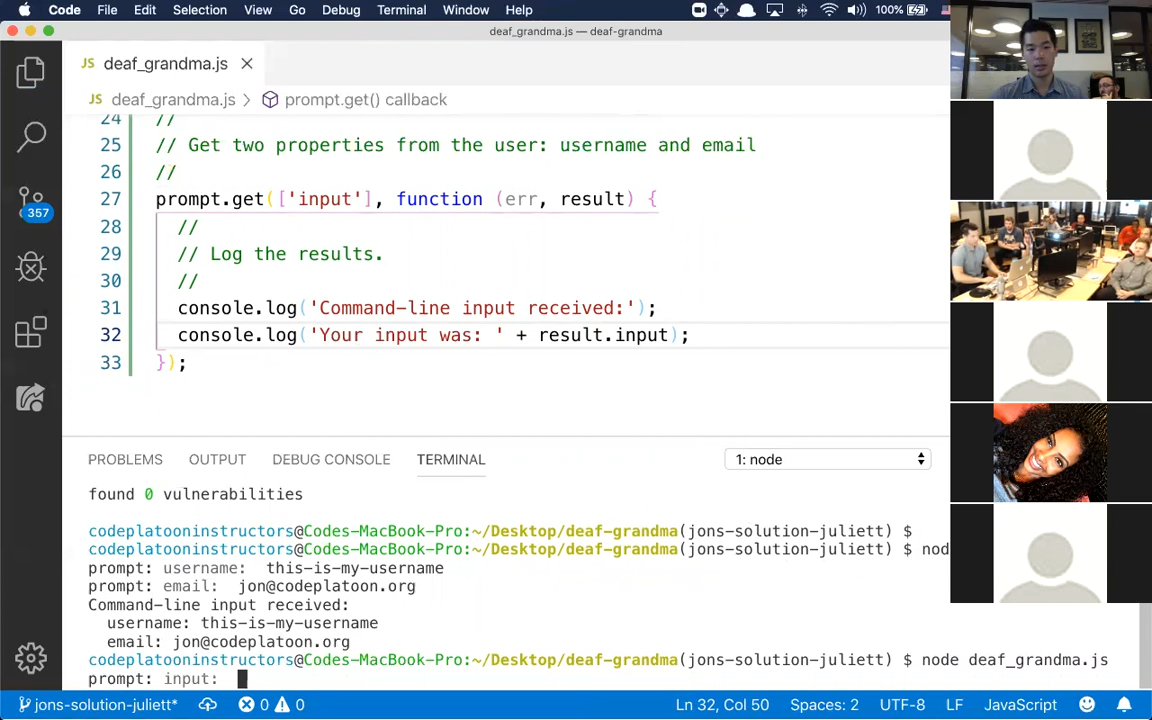 Code File Edit Selection View Go Debug Terminal Window Help 100%
deaf_grandma.js — deaf-grandma
JS deaf_grandma.js
JS deaf_grandma.js > prompt.get() callback
24 //
25 // Get two properties from the user: username and email
26 //
27 prompt.get(['input'], function (err, result) {
28 //
29 // Log the results.
30 //
31 console.log('Command-line input received:');
32 console.log('Your input was: ' + result.input);
33 });
357
PROBLEMS OUTPUT DEBUG CONSOLE TERMINAL 1: node
found 0 vulnerabilities
codeplatooninstructors@Codes-MacBook-Pro:~/Desktop/deaf-grandma(jons-solution-juliett) $
codeplatooninstructors@Codes-MacBook-Pro:~/Desktop/deaf-grandma(jons-solution-juliett) $ nod
prompt: username: this-is-my-username
prompt: email: jon@codeplatoon.org
Command-line input received:
username: this-is-my-username
email: jon@codeplatoon.org
codeplatooninstructors@Codes-MacBook-Pro:~/Desktop/deaf-grandma(jons-solution-juliett) $ node deaf_grandma.js
prompt: input:
jons-solution-juliett* 0 0 Ln 32, Col 50 Spaces: 2 UTF-8 LF JavaScript